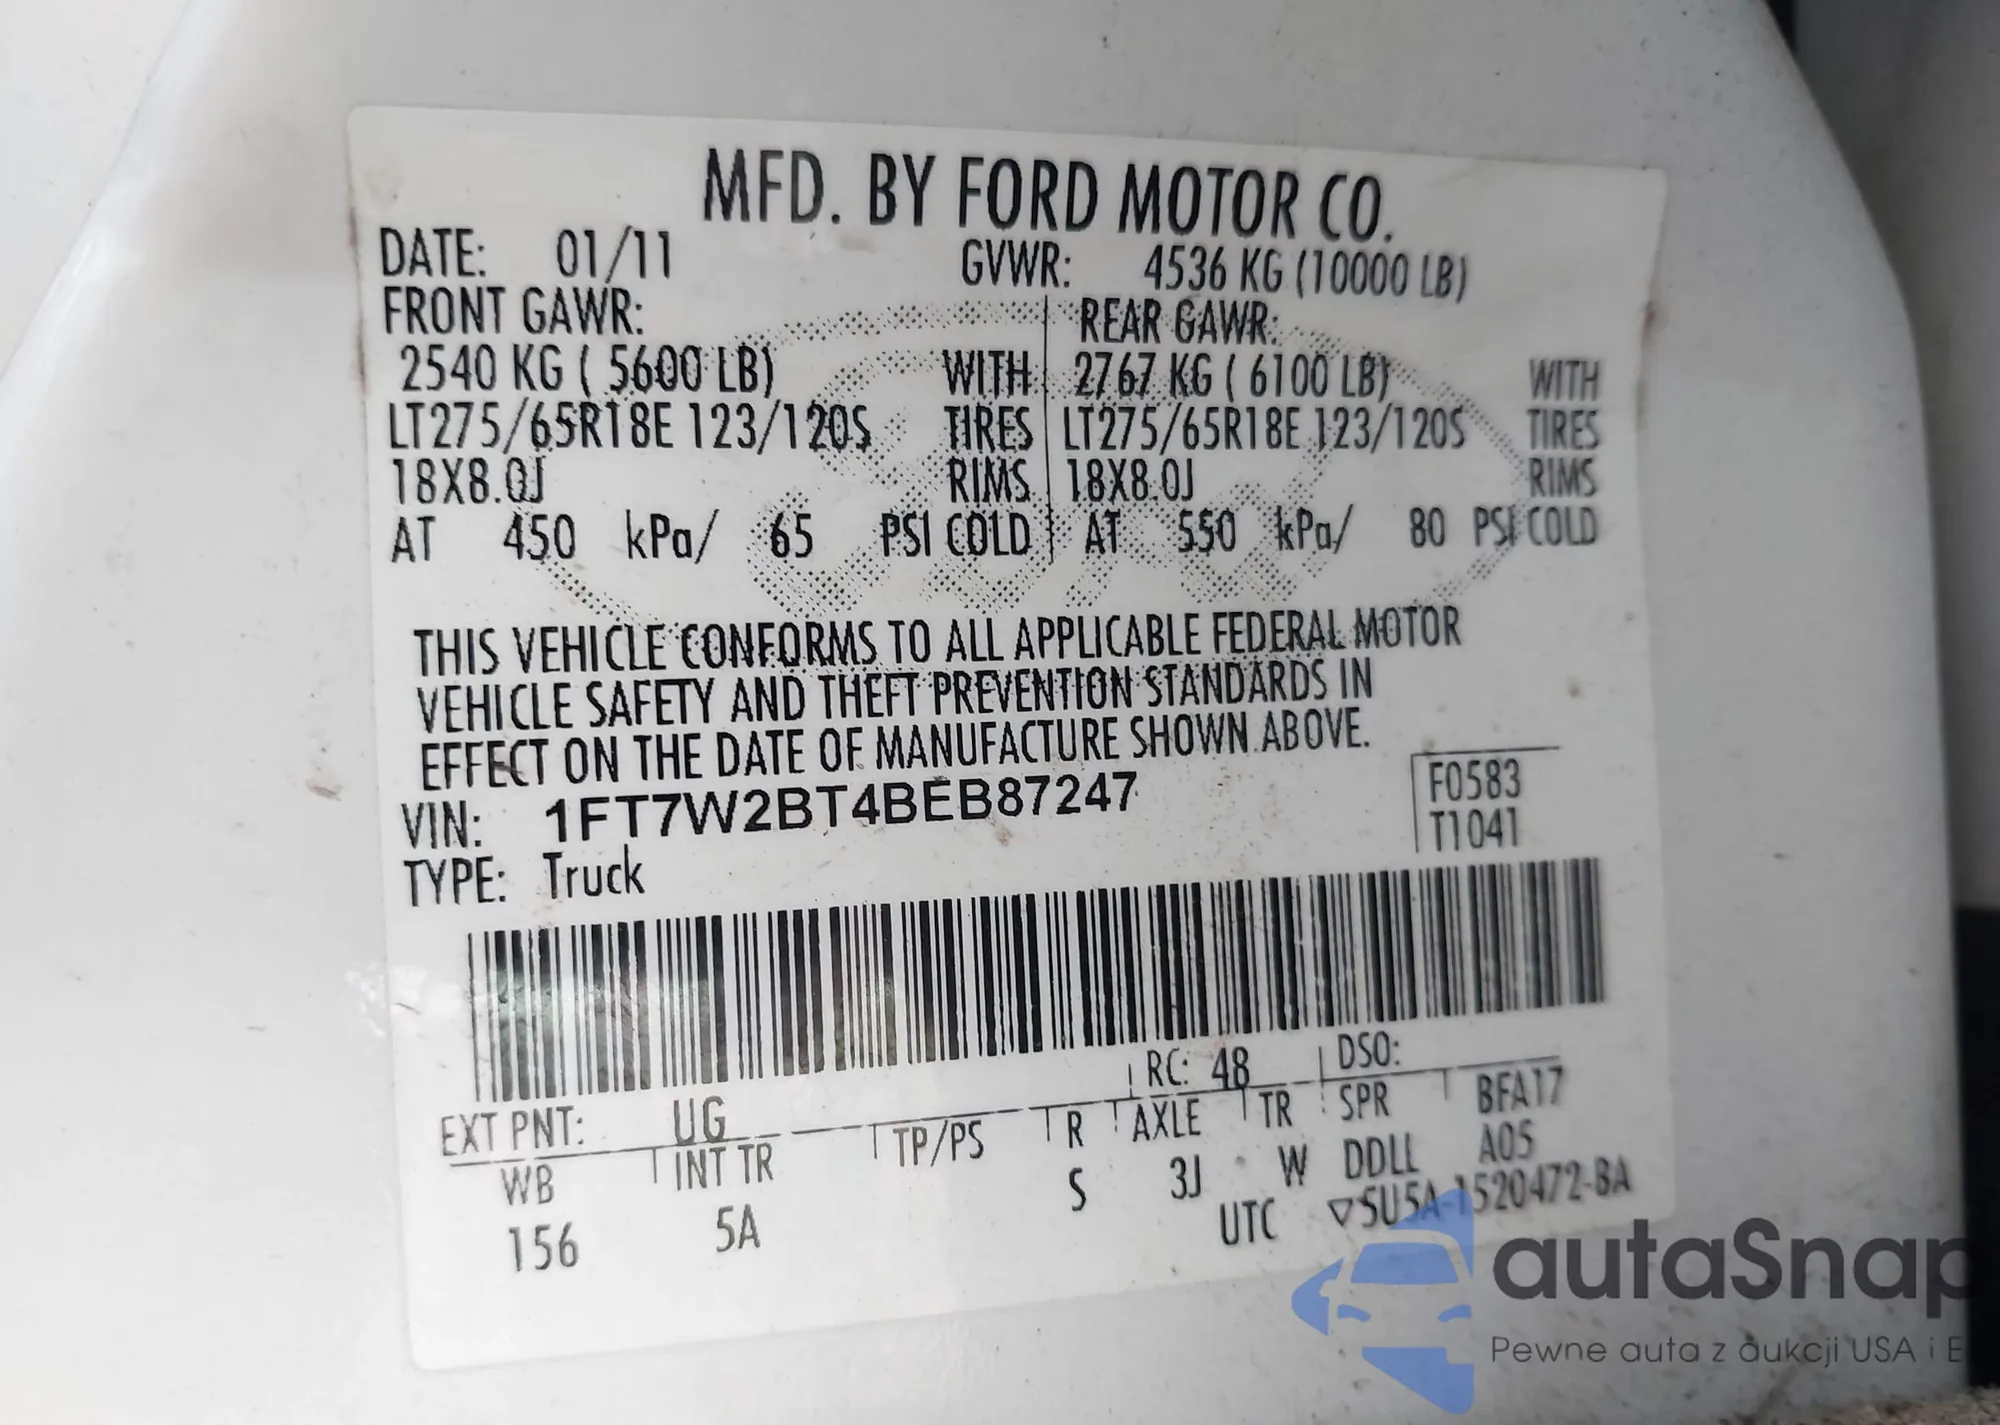 MFD. BY FORD MOTOR CO.
DATE: 01/11 GVWR: 4536 KG (10000 LB)
FRONT GAWR: REAR GAWR:
2540 KG ( 5600 LB) WITH 2767 KG ( 6100 LB) WITH
LT275/65R18E 123/120S TIRES LT275/65R18E 123/120S TIRES
18X8.0J RIMS 18X8.0J RIMS
AT 450 kPa/ 65 PSI COLD AT 550 kPa/ 80 PSI COLD
THIS VEHICLE CONFORMS TO ALL APPLICABLE FEDERAL MOTOR
VEHICLE SAFETY AND THEFT PREVENTION STANDARDS IN
EFFECT ON THE DATE OF MANUFACTURE SHOWN ABOVE.
VIN: 1FT7W2BT4BEB87247 F0583
TYPE: Truck T1041
RC: 48 DSO:
EXT PNT: UG
WB INT TR TP/PS R AXLE TR SPR BFA17
156 5A S 3J W DDLL A05
UTC ▽5U5A-1520472-BA
autaSnap
Pewne auta z aukcji USA i E